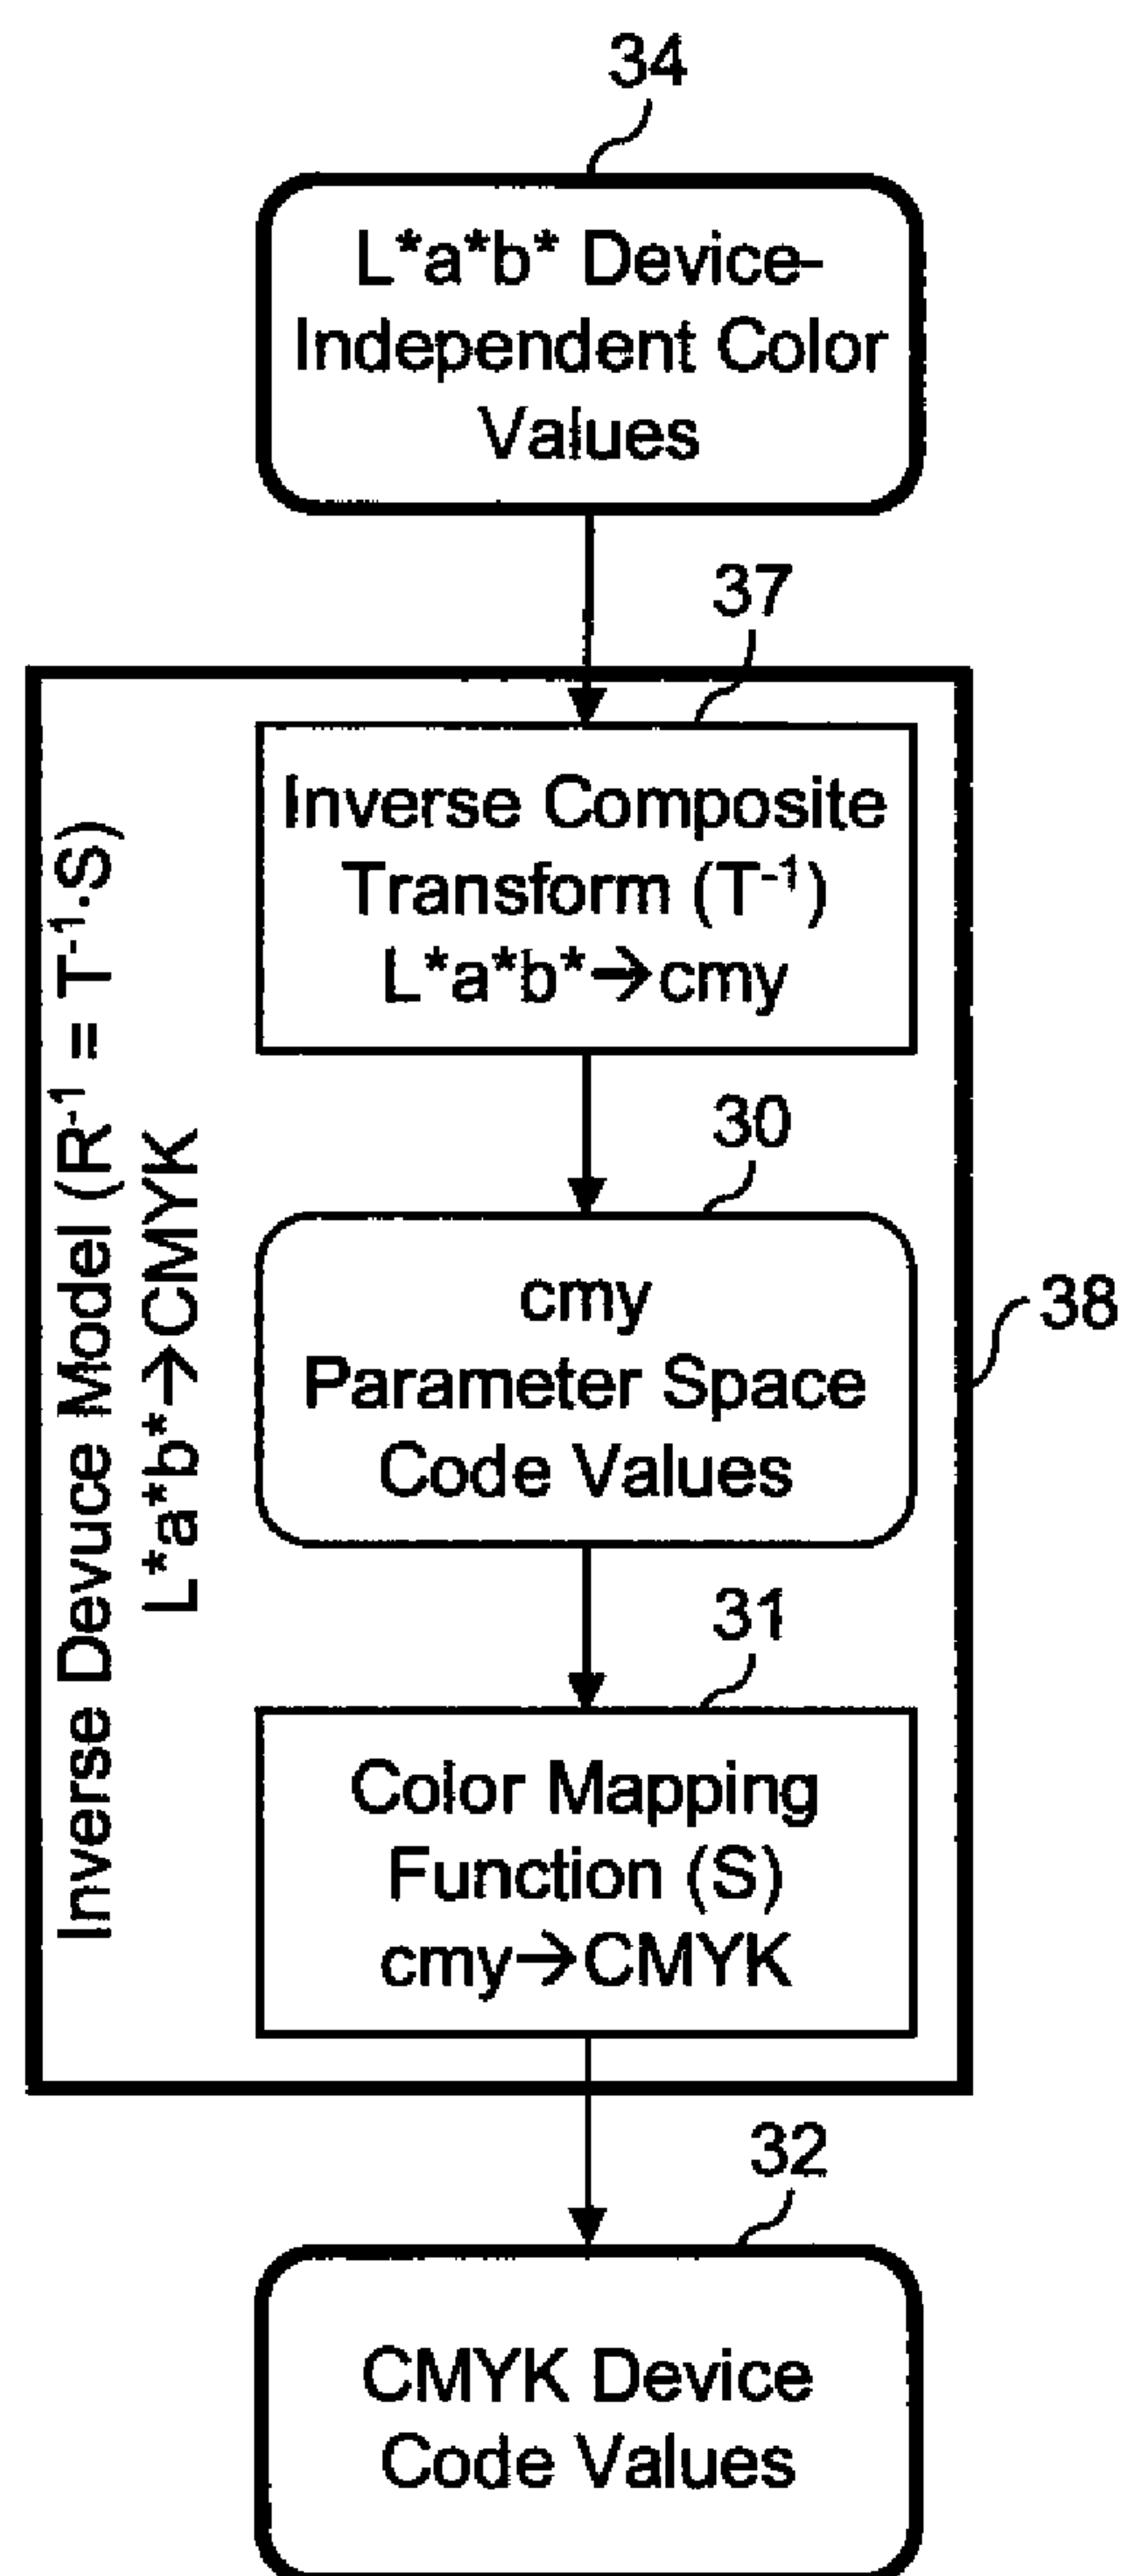 34
L*a*b* Device-
Independent Color
Values
37
Inverse Devuce Model (R⁻¹ = T⁻¹·S)
L*a*b*→CMYK
Inverse Composite
Transform (T⁻¹)
L*a*b*→cmy
30
cmy
Parameter Space
Code Values
38
31
Color Mapping
Function (S)
cmy→CMYK
32
CMYK Device
Code Values